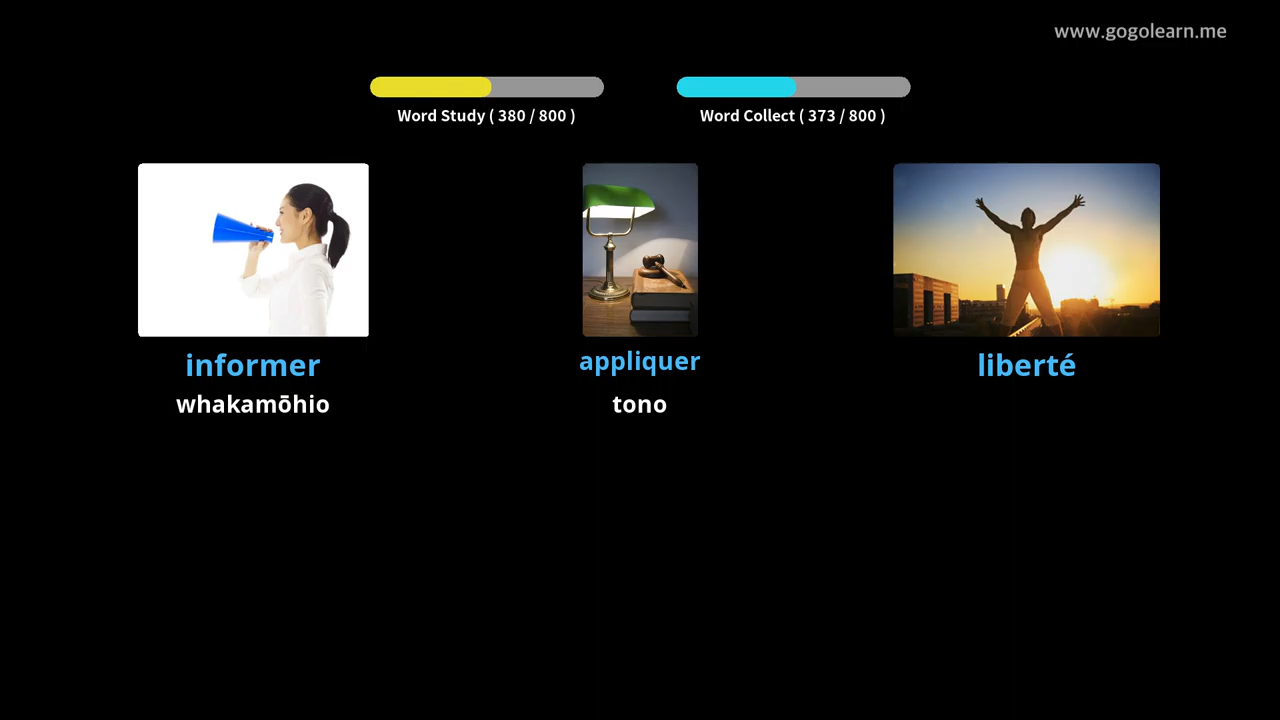 www.gogolearn.me
Word Study ( 380 / 800 )
Word Collect ( 373 / 800 )
informer
appliquer
liberté
whakamōhio
tono